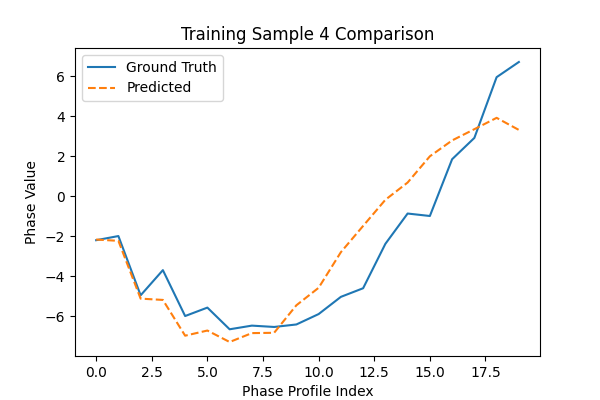 Training Sample 4 Comparison
Ground Truth
Predicted
Phase Value
6
4
2
0
−2
−4
−6
0.0 2.5 5.0 7.5 10.0 12.5 15.0 17.5
Phase Profile Index